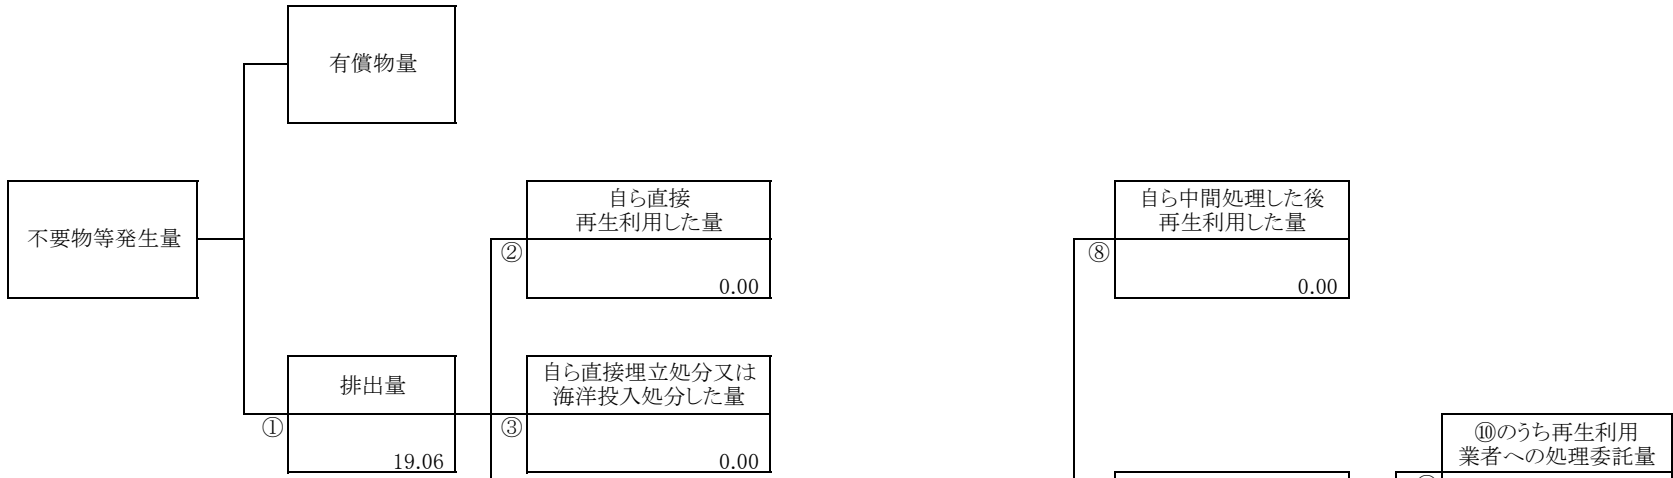 有償物量
不要物等発生量
自ら直接
再生利用した量
②
0.00
自ら中間処理した後
再生利用した量
⑧
0.00
排出量
①
19.06
自ら直接埋立処分又は
海洋投入処分した量
③
0.00
⑩のうち再生利用
業者への処理委託量